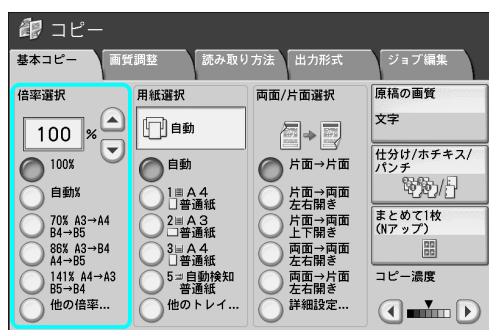 コピー
基本コピー
画質調整
読み取り方法
出力形式
ジョブ編集
倍率選択
100 %
100%
自動%
70% A3→A4
B4→B5
86% A3→B4
A4→B5
141% A4→A3
B5→B4
他の倍率...
用紙選択
自動
自動
1 A4
普通紙
2 A3
普通紙
3 A4
普通紙
5 自動検知
普通紙
他のトレイ...
両面/片面選択
片面→片面
片面→両面
左右開き
片面→両面
上下開き
両面→両面
左右開き
両面→片面
左右開き
詳細設定...
原稿の画質
文字
仕分け/ホチキス/
パンチ
まとめて1枚
(Nアップ)
コピー濃度